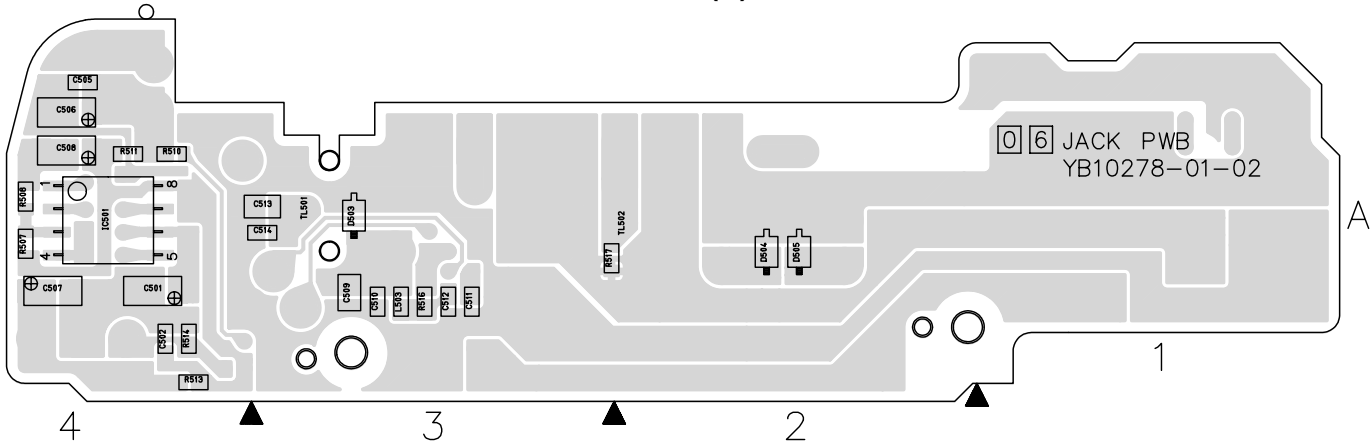 C505
C506
0 6 JACK PWB
YB10278-01-02
C508
R511 R510
R508
1 8
IC501
C513
TL501
D503
TL502
A
C514
R507
4 5
R517
D504 D505
C507 C501
C509
C510
L503
R516
C512
C511
C502
R514
R513
1
4 3 2